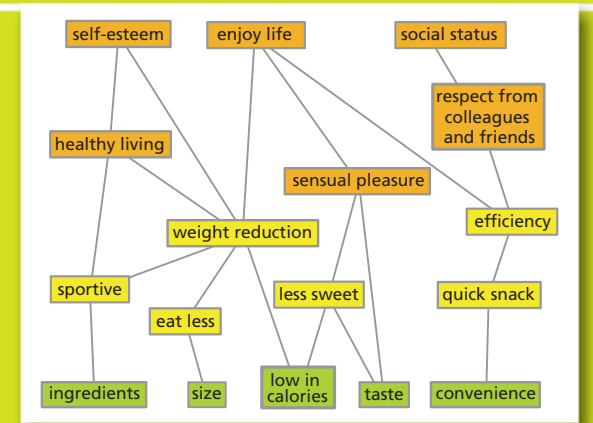 self-esteem
enjoy life
social status
respect from
colleagues
and friends
healthy living
sensual pleasure
efficiency
weight reduction
sportive
less sweet
quick snack
eat less
ingredients
size
low in
calories
taste
convenience